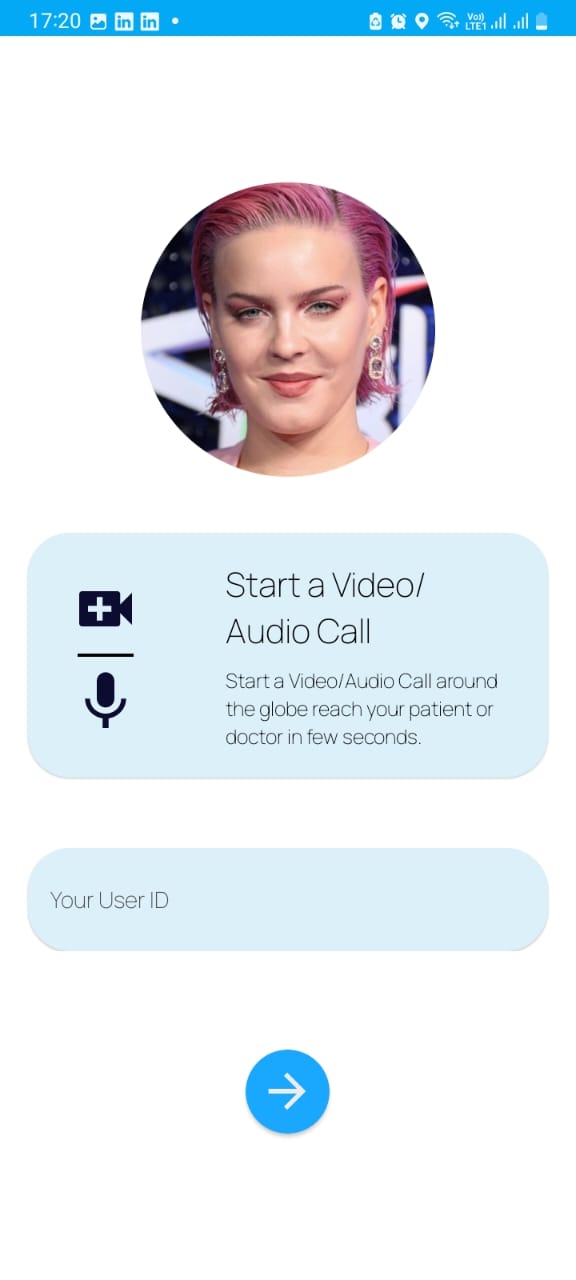 17:20
Vo))
LTE1
Start a Video/
Audio Call
Start a Video/Audio Call around
the globe reach your patient or
doctor in few seconds.
Your User ID